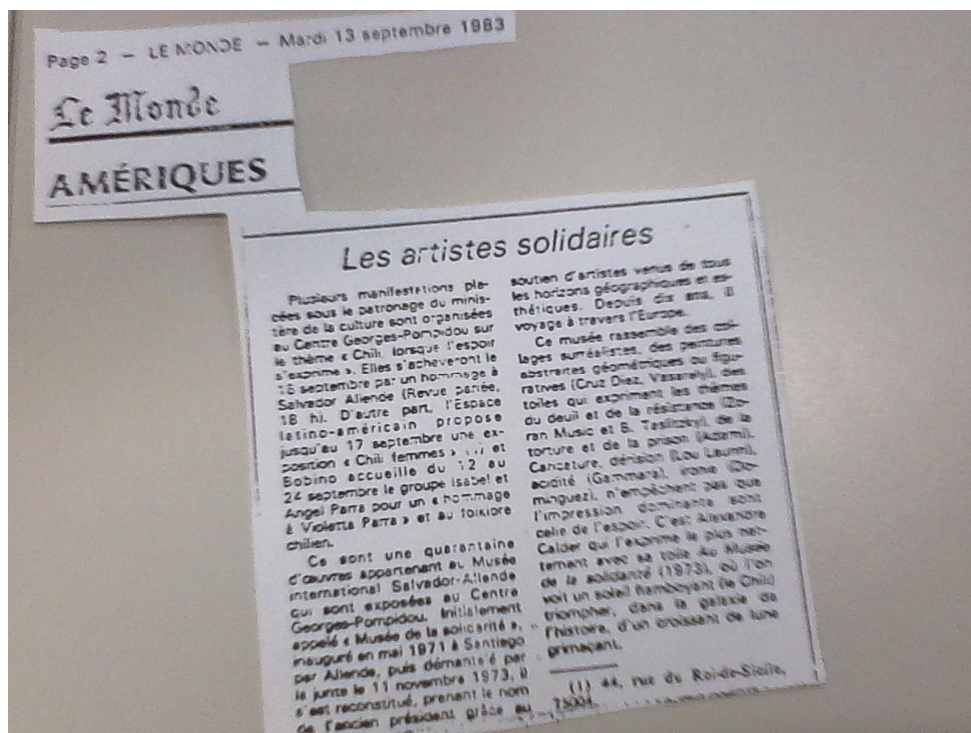 Page 2 — LE MONDE — Mardi 13 septembre 1983
Le Monde
AMÉRIQUES
Les artistes solidaires
Plusieurs manifestations pla-
cées sous le patronage du minis-
tère de la culture sont organisées
au Centre Georges-Pompidou sur
le thème « Chili, lorsque l'espoir
s'exprime ». Elles s'achèveront le
septembre par un hommage à
Salvador Allende (Revue parlée,
18 h). D'autre part, l'Espace
latino-américain propose
jusqu'au 17 septembre une ex-
position « Chili femmes » (1) et
Bobino accueille du 12 au
24 septembre le groupe Isabel et
Angel Parra pour un « hommage
à Violetta Parra » et au folklore
chilien.
Ce sont une quarantaine
d'œuvres appartenant au Musée
international Salvador-Allende
qui sont exposées au Centre
Georges-Pompidou. Initialement
appelé « Musée de la solidarité »,
inauguré en mai 1971 à Santiago
par Allende, puis démantelé par
la junte le 11 novembre 1973, il
s'est reconstitué, prenant le nom
de l'ancien président grâce au
soutien d'artistes venus de tous
les horizons géographiques et es-
thétiques. Depuis dix ans, il
voyage à travers l'Europe.
Ce musée rassemble des col-
lages surréalistes, des peintures
abstraites géométriques ou figu-
ratives (Cruz Diez, Vasarely), des
toiles qui expriment les thèmes
du deuil et de la résistance (Zo-
ran Music et B. Taslitzky), de la
torture et de la prison (Adami).
Caricature, dérision (Lou Laurin),
acidité (Gammara), ironie (Do-
minguez), n'empêchent pas que
l'impression dominante soit
celle de l'espoir. C'est Alexandre
Calder qui l'exprime le plus net-
tement avec sa toile Au Musée
de la solidarité (1973), où l'on
voit un soleil flamboyant (le Chili)
triompher, dans la galaxie de
l'histoire, d'un croissant de lune
grimaçant.
(1) 44, rue du Roi-de-Sicile,
75004.